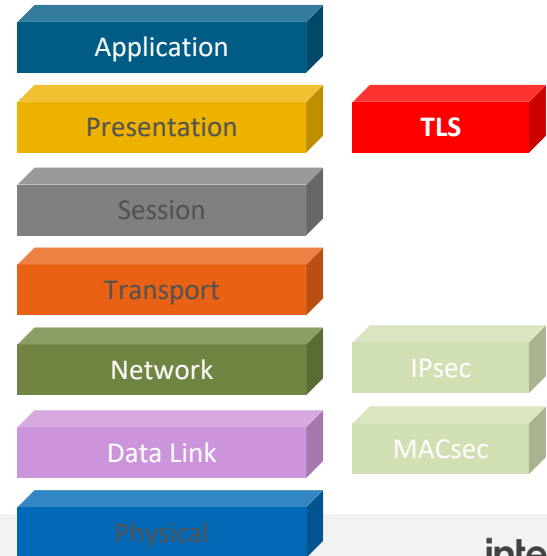 Application
Presentation
TLS
Session
Transport
Network
IPsec
Data Link
MACsec
Physical